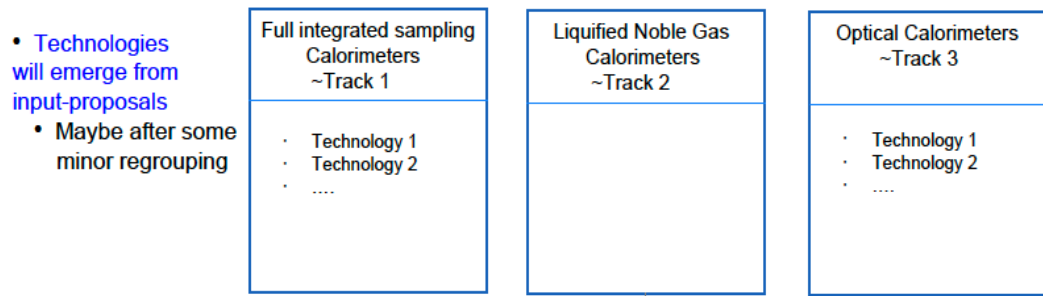 • Technologies
will emerge from
input-proposals
• Maybe after some
minor regrouping
Full integrated sampling
Calorimeters
~Track 1
· Technology 1
· Technology 2
· ....
Liquified Noble Gas
Calorimeters
~Track 2
Optical Calorimeters
~Track 3
· Technology 1
· Technology 2
· ....